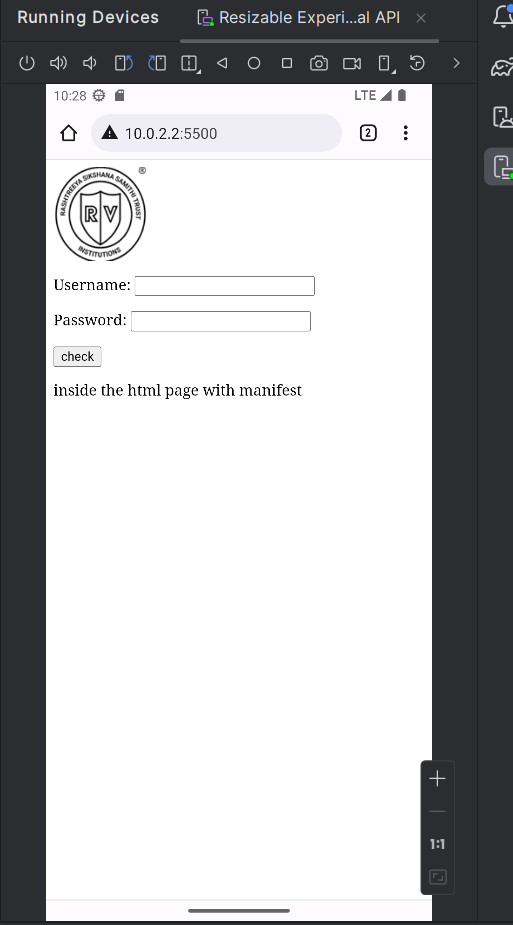 Running Devices
Resizable Experi...al API
10:28
LTE
10.0.2.2:5500
2
RASHTREEYA SIKSHANA SAMITHI TRUST
®
RV
INSTITUTIONS
Username:
Password:
check
inside the html page with manifest
1:1